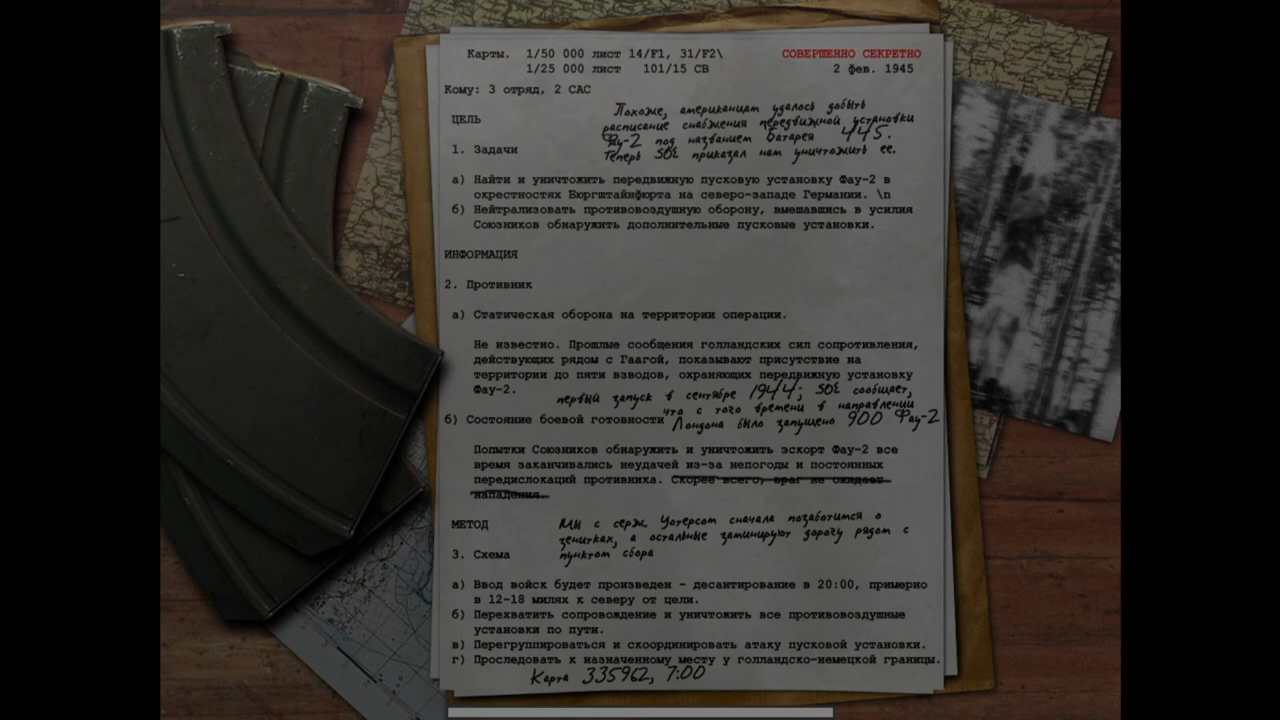 Карты. 1/50 000 лист 14/F1, 31/F2\
СОВЕРШЕННО СЕКРЕТНО
1/25 000 лист 101/15 СВ
2 фев. 1945
Кому: 3 отряд, 2 САС
Похоже, американцам удалось добыть
расписание снабжения передвижной установки
Фау-2 под названием Батарея 445.
Теперь SOE приказал нам уничтожить ее.
ЦЕЛЬ
1. Задачи
а) Найти и уничтожить передвижную пусковую установку Фау-2 в
окрестностях Бюргштайнфюрта на северо-западе Германии. \n
б) Нейтрализовать противовоздушную оборону, вмешавшись в усилия
Союзников обнаружить дополнительные пусковые установки.
ИНФОРМАЦИЯ
2. Противник
а) Статическая оборона на территории операции.
Не известно. Прошлые сообщения голландских сил сопротивления,
действующих рядом с Гаагой, показывают присутствие на
территории до пяти взводов, охраняющих передвижную установку
Фау-2.
первый запуск в сентябре 1944; SOE сообщает,
что с того времени в направлении
Лондона было запущено 900 Фау-2
б) Состояние боевой готовности
Попытки Союзников обнаружить и уничтожить эскорт Фау-2 все
время заканчивались неудачей из-за непогоды и постоянных
передислокаций противника. Скорее всего, враг не ожидает
нападения.
МЕТОД
Мы с серж. Уотерсом сначала позаботимся о
зенитках, а остальные заминируют дорогу рядом с
пунктом сбора
3. Схема
а) Ввод войск будет произведен - десантирование в 20:00, примерно
в 12-18 милях к северу от цели.
б) Перехватить сопровождение и уничтожить все противовоздушные
установки по пути.
в) Перегруппироваться и скоординировать атаку пусковой установки.
г) Проследовать к назначенному месту у голландско-немецкой границы.
Карта 335962, 7:00